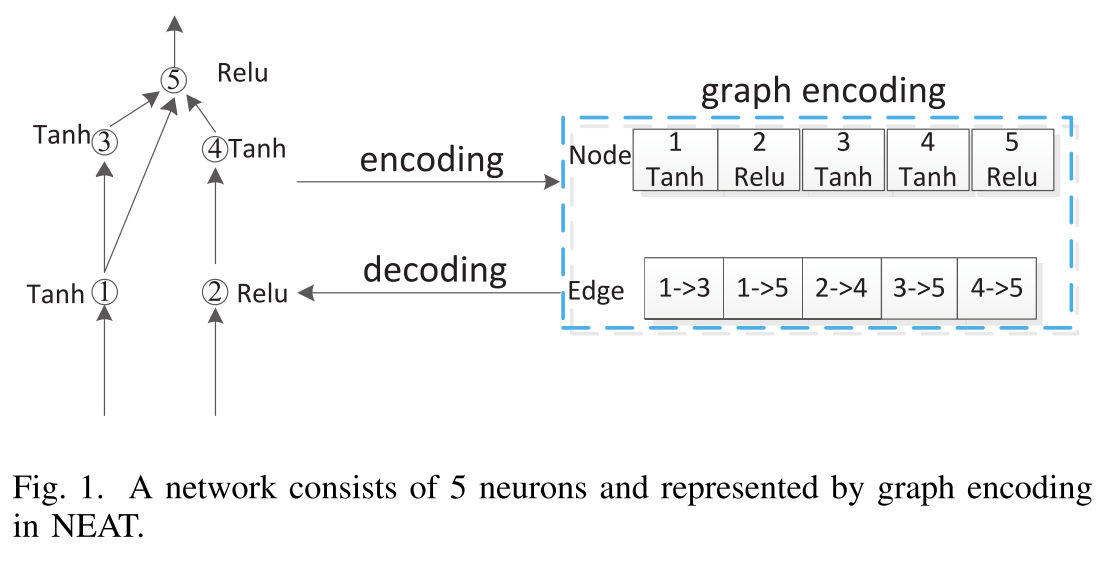 5 Relu
Tanh 3
4 Tanh
Tanh 1
2 Relu
encoding
decoding
graph encoding
Node
1 Tanh
2 Relu
3 Tanh
4 Tanh
5 Relu
Edge
1->3
1->5
2->4
3->5
4->5
Fig. 1. A network consists of 5 neurons and represented by graph encoding
in NEAT.